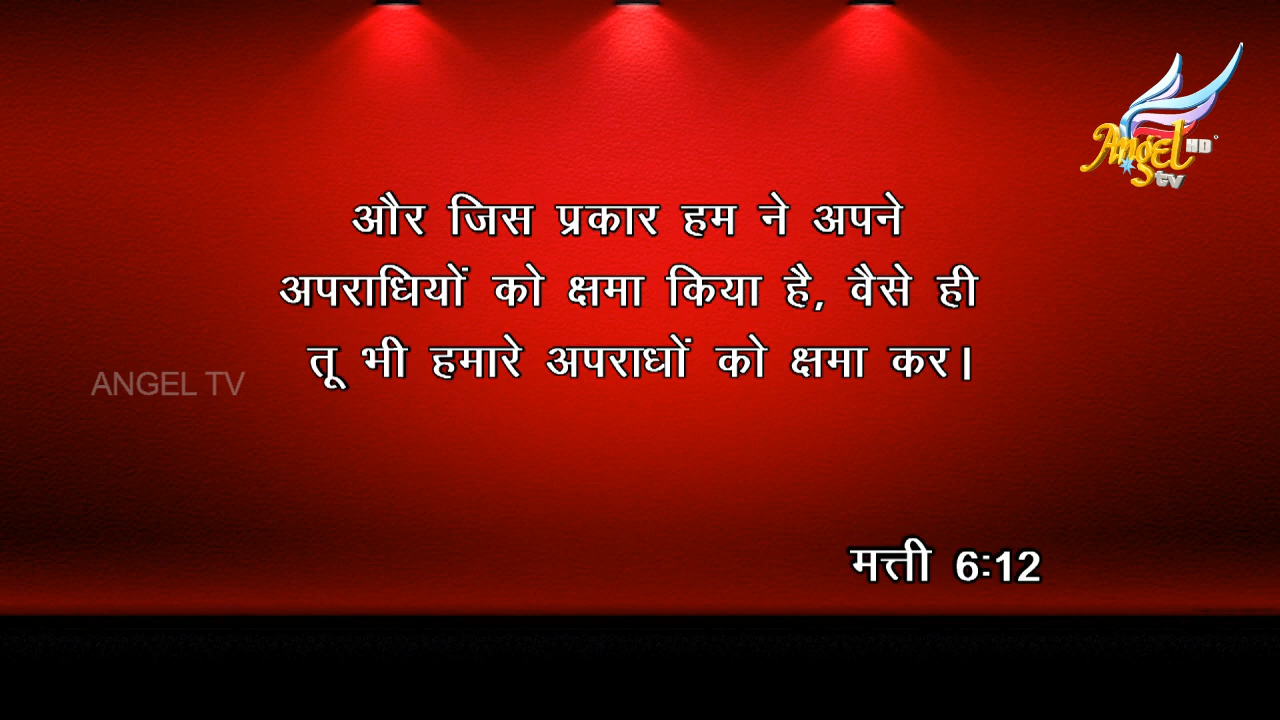 Angel HD
tv
और जिस प्रकार हम ने अपने
अपराधियों को क्षमा किया है, वैसे ही
तू भी हमारे अपराधों को क्षमा कर।
ANGEL TV
मत्ती 6:12